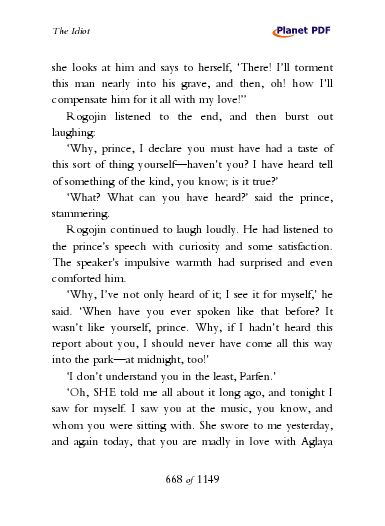 The Idiot
Planet PDF
she looks at him and says to herself, 'There! I'll torment
this man nearly into his grave, and then, oh! how I'll
compensate him for it all with my love!''
Rogojin listened to the end, and then burst out
laughing:
'Why, prince, I declare you must have had a taste of
this sort of thing yourself—haven't you? I have heard tell
of something of the kind, you know; is it true?'
'What? What can you have heard?' said the prince,
stammering.
Rogojin continued to laugh loudly. He had listened to
the prince's speech with curiosity and some satisfaction.
The speaker's impulsive warmth had surprised and even
comforted him.
'Why, I've not only heard of it; I see it for myself,' he
said. 'When have you ever spoken like that before? It
wasn't like yourself, prince. Why, if I hadn't heard this
report about you, I should never have come all this way
into the park—at midnight, too!'
'I don't understand you in the least, Parfen.'
'Oh, SHE told me all about it long ago, and tonight I
saw for myself. I saw you at the music, you know, and
whom you were sitting with. She swore to me yesterday,
and again today, that you are madly in love with Aglaya
668 of 1149